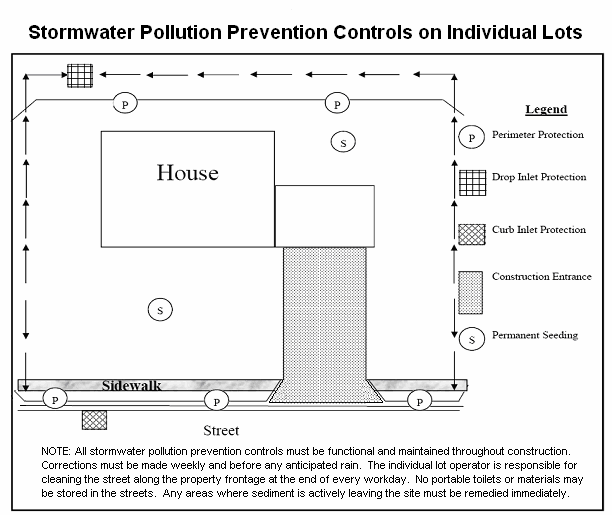 Stormwater Pollution Prevention Controls on Individual Lots
P
P
S
House
S
Sidewalk
P
P
P
Street
Legend
P Perimeter Protection
Drop Inlet Protection
Curb Inlet Protection
Construction Entrance
S Permanent Seeding
NOTE: All stormwater pollution prevention controls must be functional and maintained throughout construction.
Corrections must be made weekly and before any anticipated rain. The individual lot operator is responsible for
cleaning the street along the property frontage at the end of every workday. No portable toilets or materials may
be stored in the streets. Any areas where sediment is actively leaving the site must be remedied immediately.